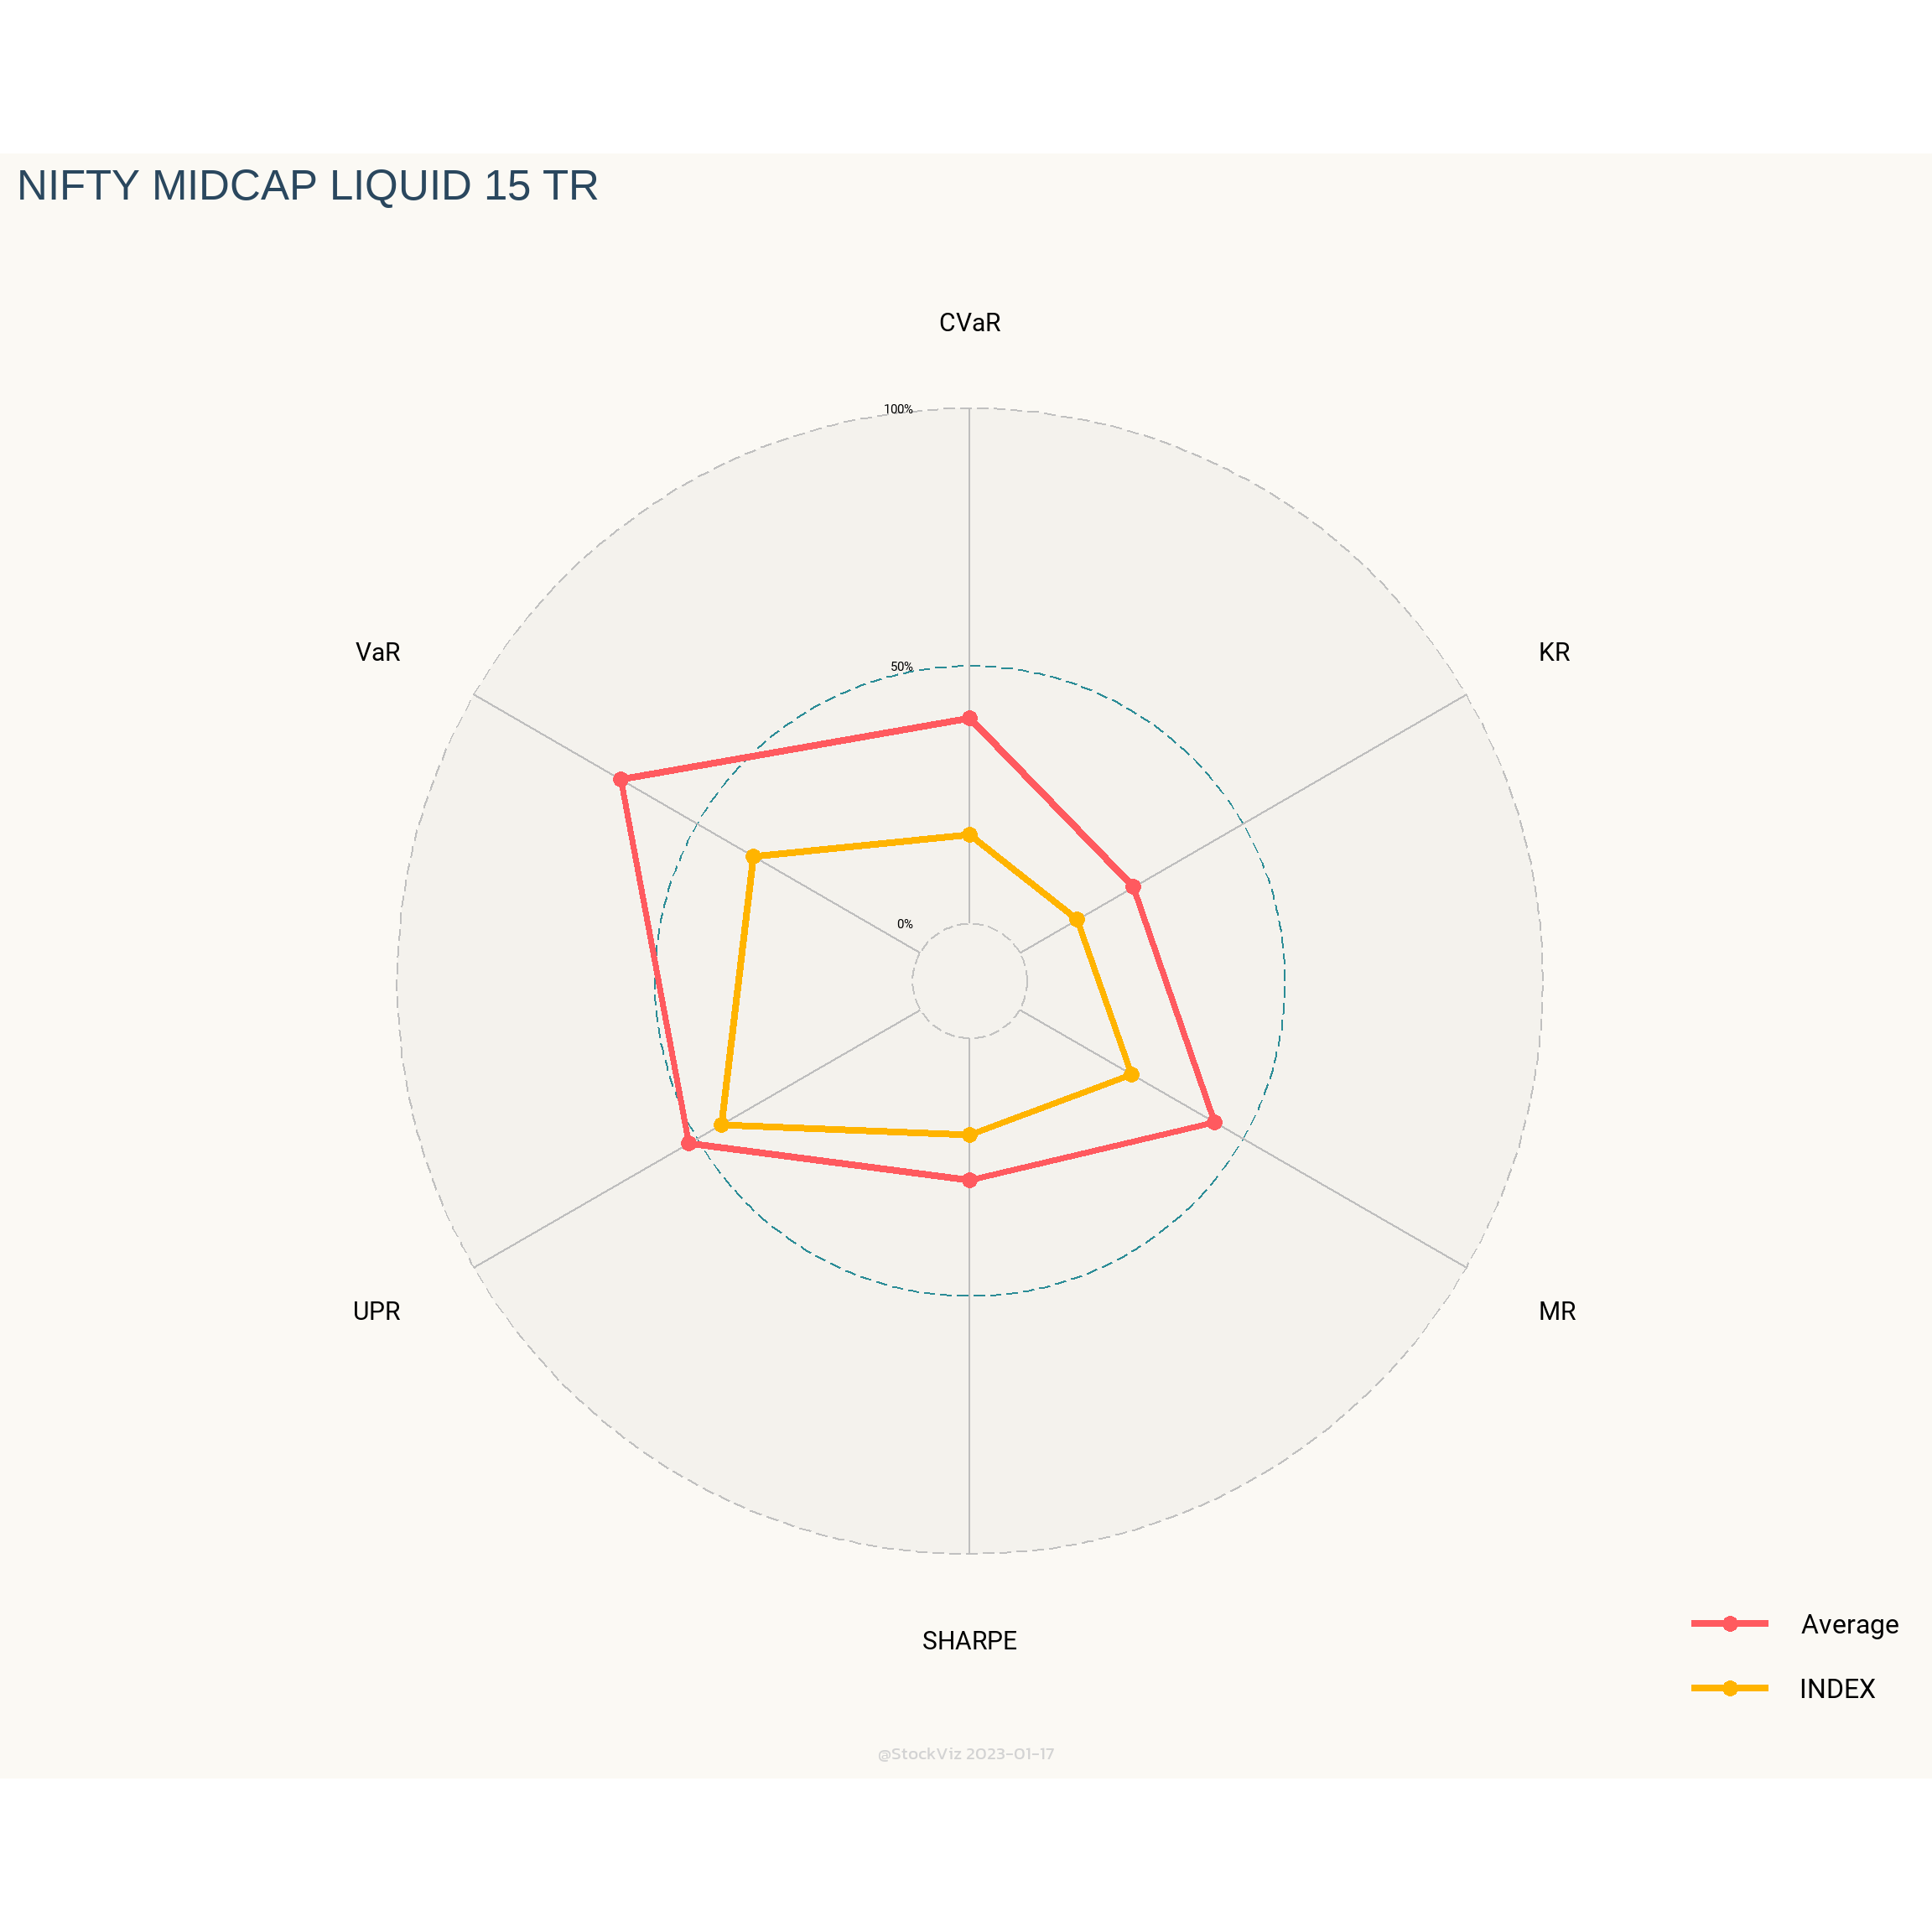 NIFTY MIDCAP LIQUID 15 TR
CVaR
100%
VaR
KR
50%
0%
UPR
MR
SHARPE
Average
INDEX
@StockViz 2023-01-17